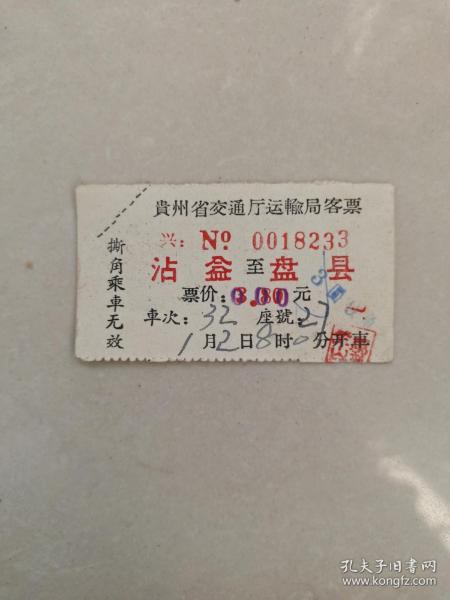 貴州省交通厅运輸局客票
兴: № 0018233
沾益至盘县
票价: 3.80 元
車次: 32 座號: 27
1月2日8时0分开車
撕角乘車无效
孔夫子旧书网
www.kongfz.com